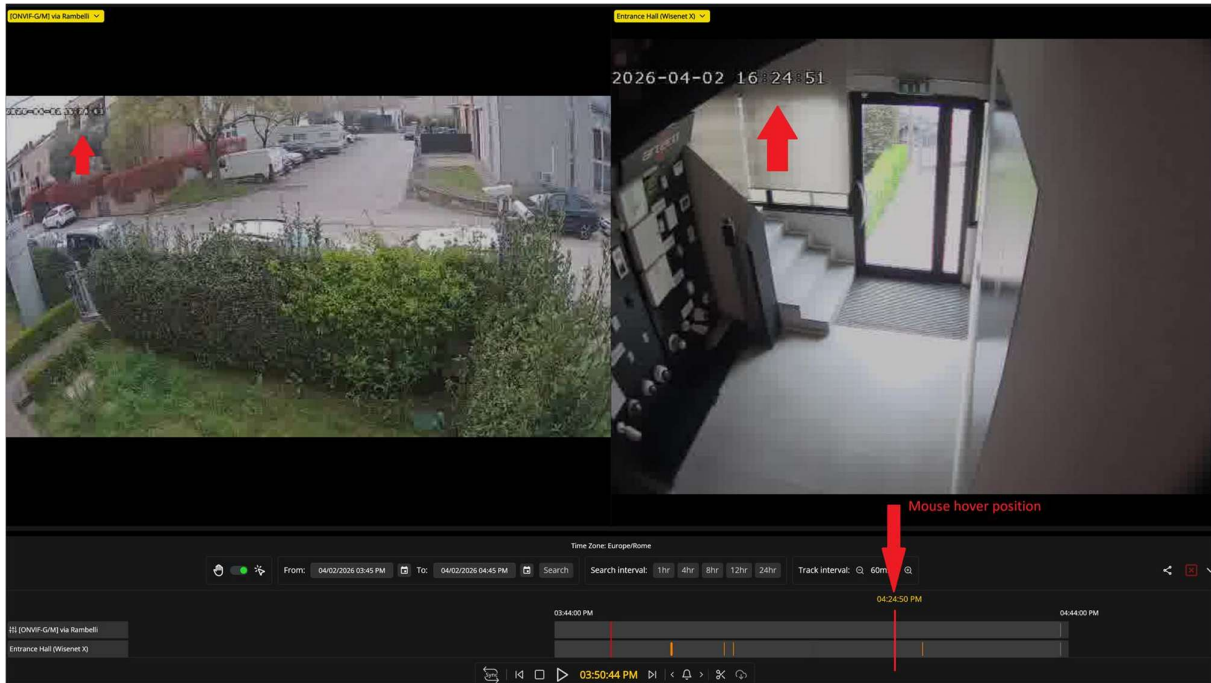 [ONVIF-G/M] via Rambelli
Entrance Hall (Wisenet X)
2026-04-02 16:24:51
arteco
Mouse hover position
Time Zone: Europe/Rome
From: 04/02/2026 03:45 PM To: 04/02/2026 04:45 PM Search Search interval: 1hr 4hr 8hr 12hr 24hr Track interval: 60m
04:24:50 PM
03:44:00 PM 04:44:00 PM
[ONVIF-G/M] via Rambelli
Entrance Hall (Wisenet X)
Sync 03:50:44 PM